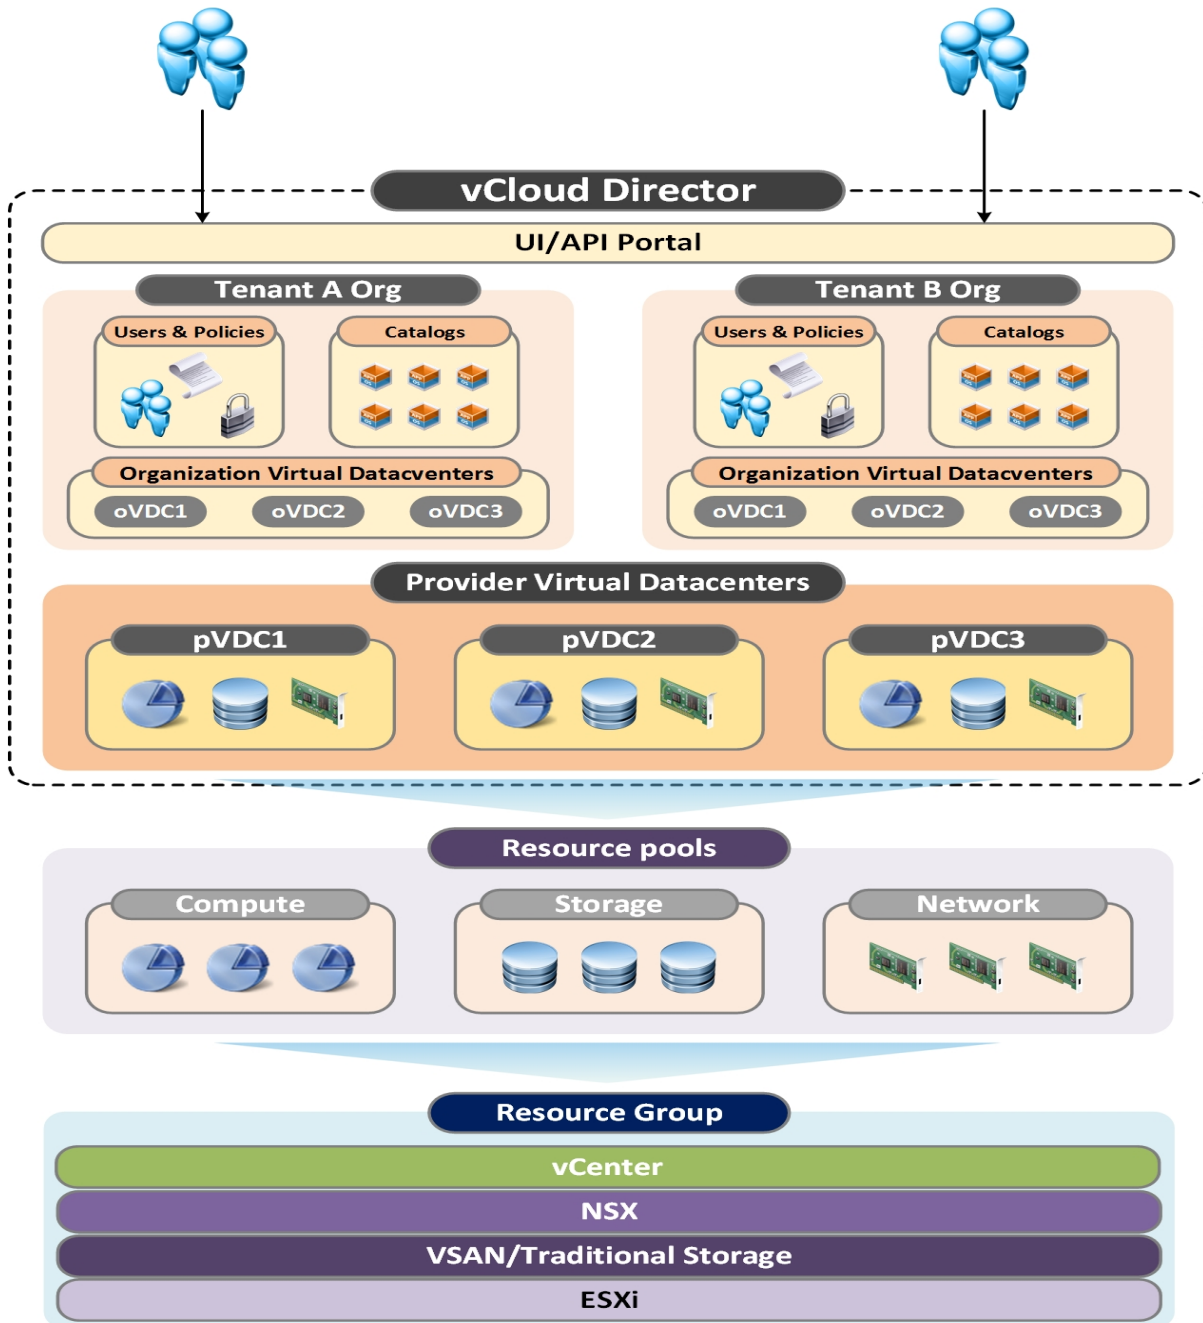 vCloud Director
UI/API Portal
Tenant A Org
Users & Policies
Catalogs
Organization Virtual Datacventers
oVDC1
oVDC2
oVDC3
Tenant B Org
Users & Policies
Catalogs
Organization Virtual Datacventers
oVDC1
oVDC2
oVDC3
Provider Virtual Datacenters
pVDC1
pVDC2
pVDC3
Resource pools
Compute
Storage
Network
Resource Group
vCenter
NSX
VSAN/Traditional Storage
ESXi